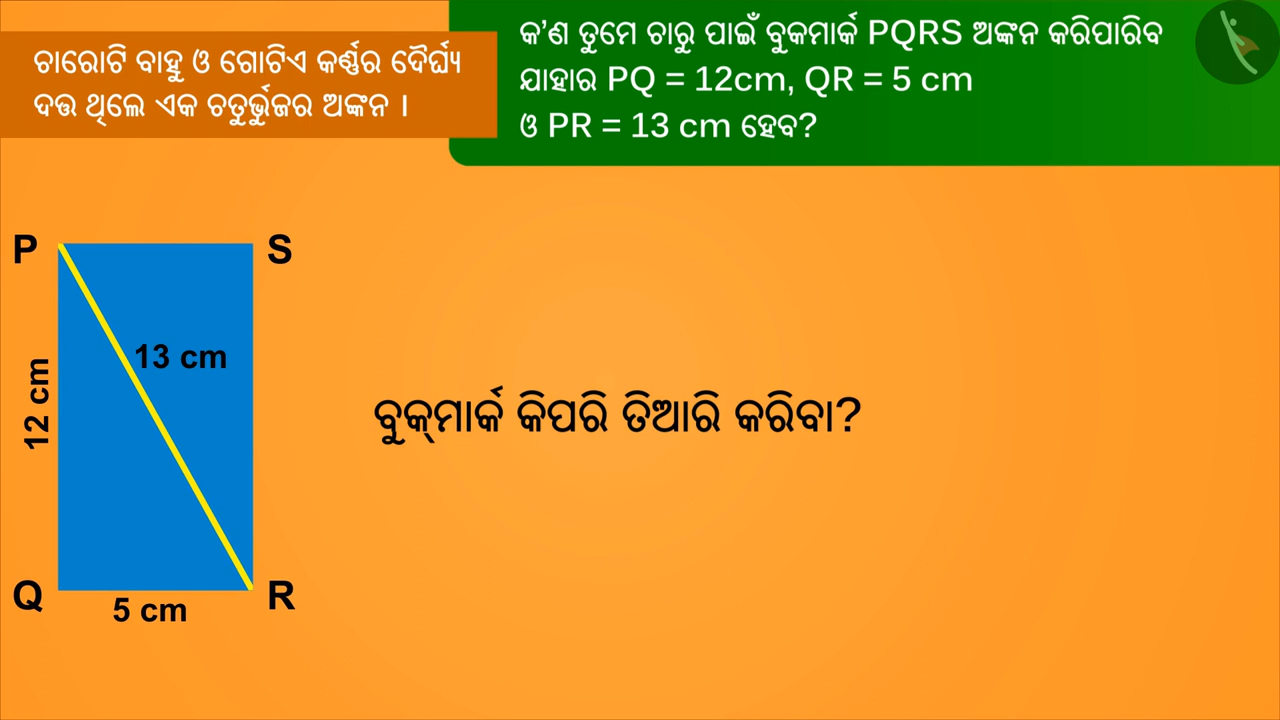 ଚାରୋଟି ବାହୁ ଓ ଗୋଟିଏ କର୍ଣ୍ଣର ଦୈର୍ଘ୍ୟ
ଦତ୍ତ ଥିଲେ ଏକ ଚତୁର୍ଭୁଜର ଅଙ୍କନ ।
କ’ଣ ତୁମେ ଚାରୁ ପାଇଁ ବୁକମାର୍କ PQRS ଅଙ୍କନ କରିପାରିବ
ଯାହାର PQ = 12cm, QR = 5 cm
ଓ PR = 13 cm ହେବ?
P
S
13 cm
12 cm
ବୁକ୍‌ମାର୍କ କିପରି ତିଆରି କରିବା?
Q
R
5 cm